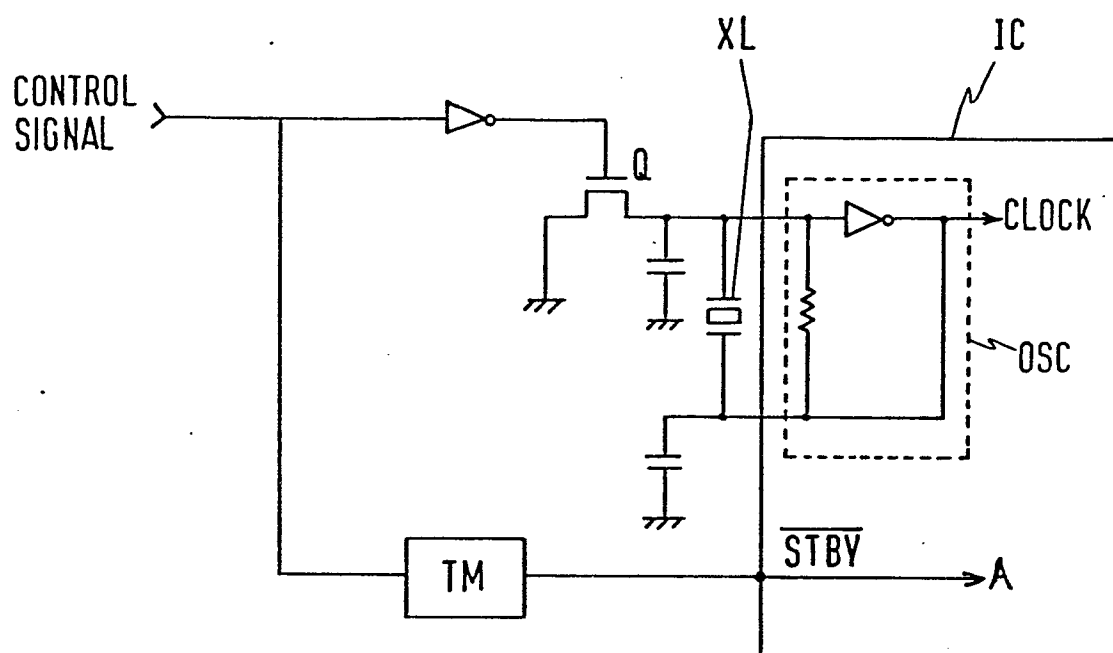 XL
IC
CONTROL
SIGNAL
Q
CLOCK
OSC
STBY
TM
A